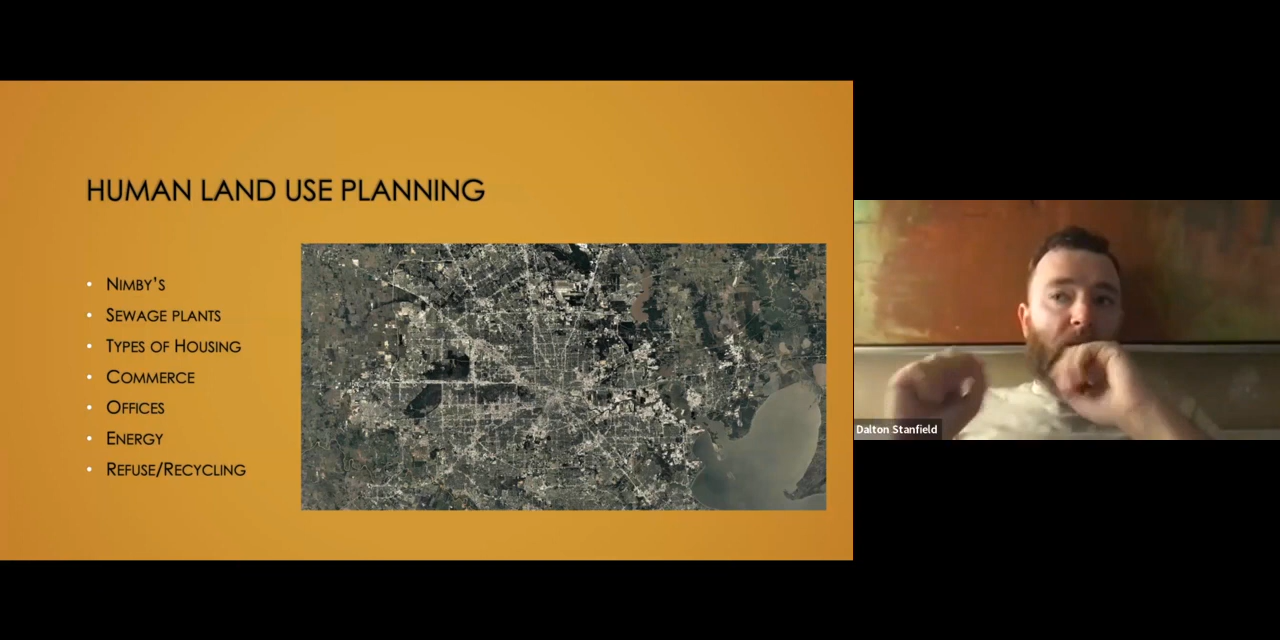 HUMAN LAND USE PLANNING
• NIMBY'S
• SEWAGE PLANTS
• TYPES OF HOUSING
• COMMERCE
• OFFICES
• ENERGY
• REFUSE/RECYCLING
Dalton Stanfield